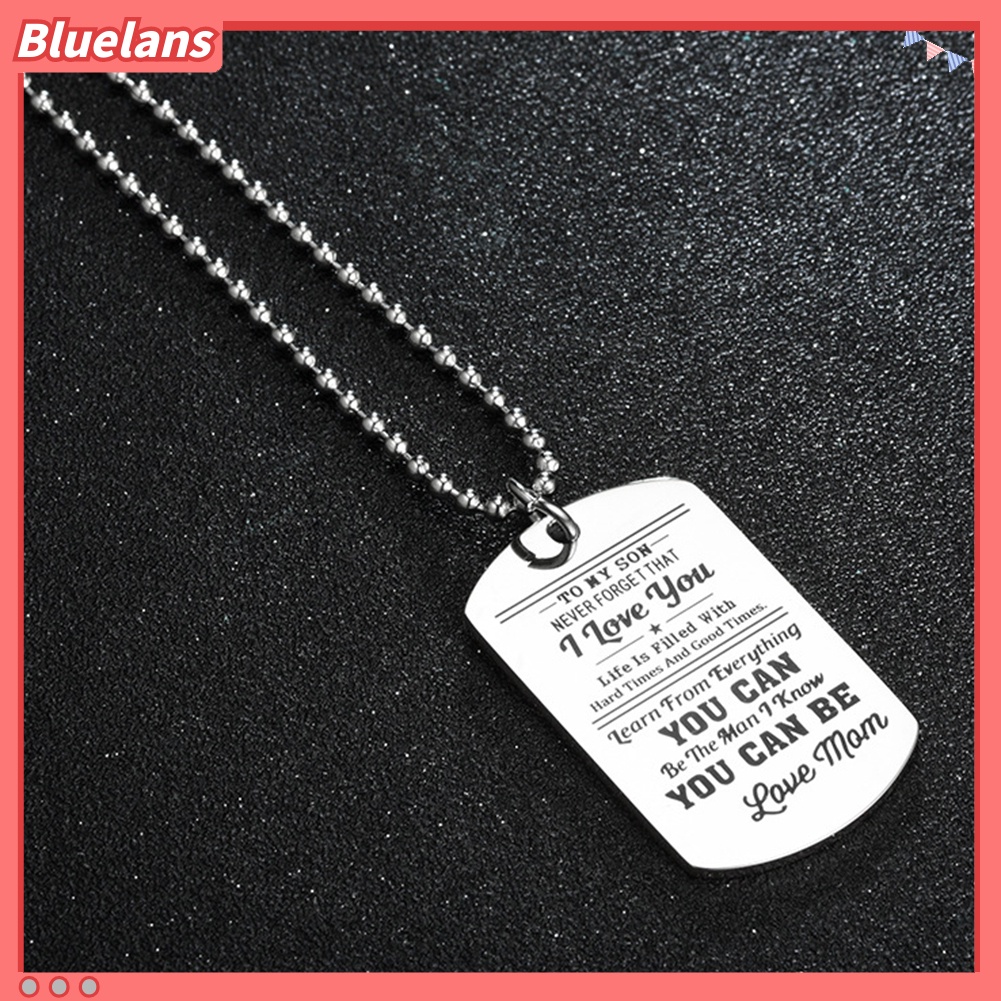 Bluelans
TO MY SON
NEVER FORGET THAT
I Love You
Life Is Filled With
Hard Times And Good Times.
Learn From Everything
YOU CAN
Be The Man I Know
YOU CAN BE
Love Mom